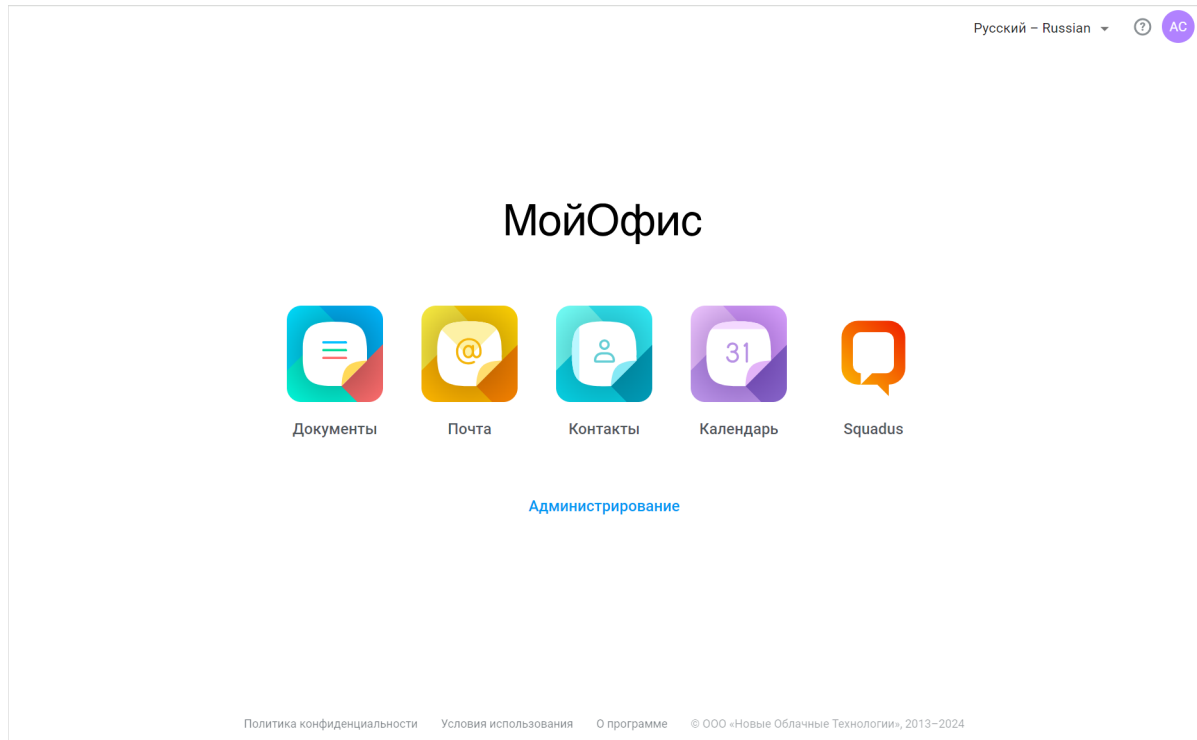 Русский – Russian
?
АС
МойОфис
@
31
Документы Почта Контакты Календарь Squadus
Администрирование
Политика конфиденциальности Условия использования О программе © ООО «Новые Облачные Технологии», 2013–2024